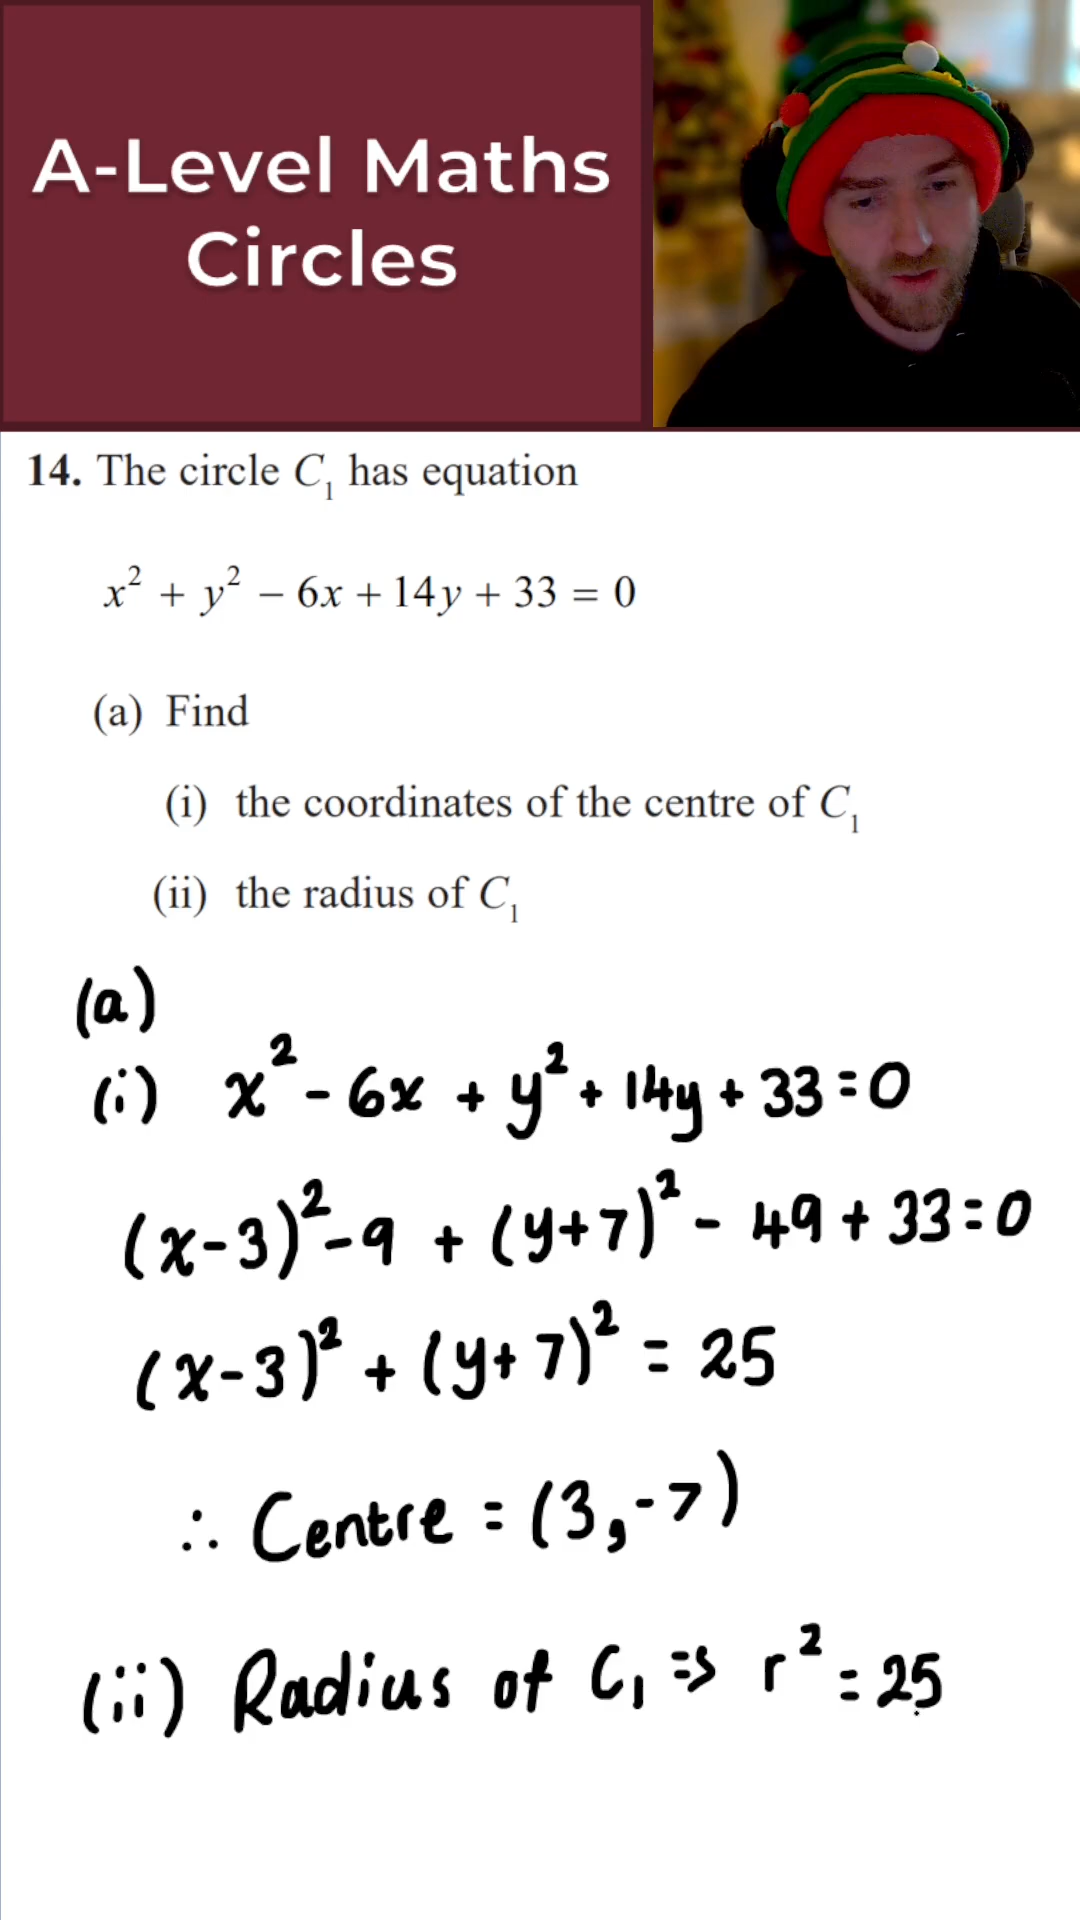 A-Level Maths
Circles
14. The circle C₁ has equation
x² + y² – 6x + 14y + 33 = 0
(a) Find
(i) the coordinates of the centre of C₁
(ii) the radius of C₁
(a)
(i) x² - 6x + y² + 14y + 33 = 0
(x-3)² - 9 + (y+7)² - 49 + 33 = 0
(x-3)² + (y+7)² = 25
∴ Centre = (3, -7)
(ii) Radius of C₁ ⇒ r² = 25